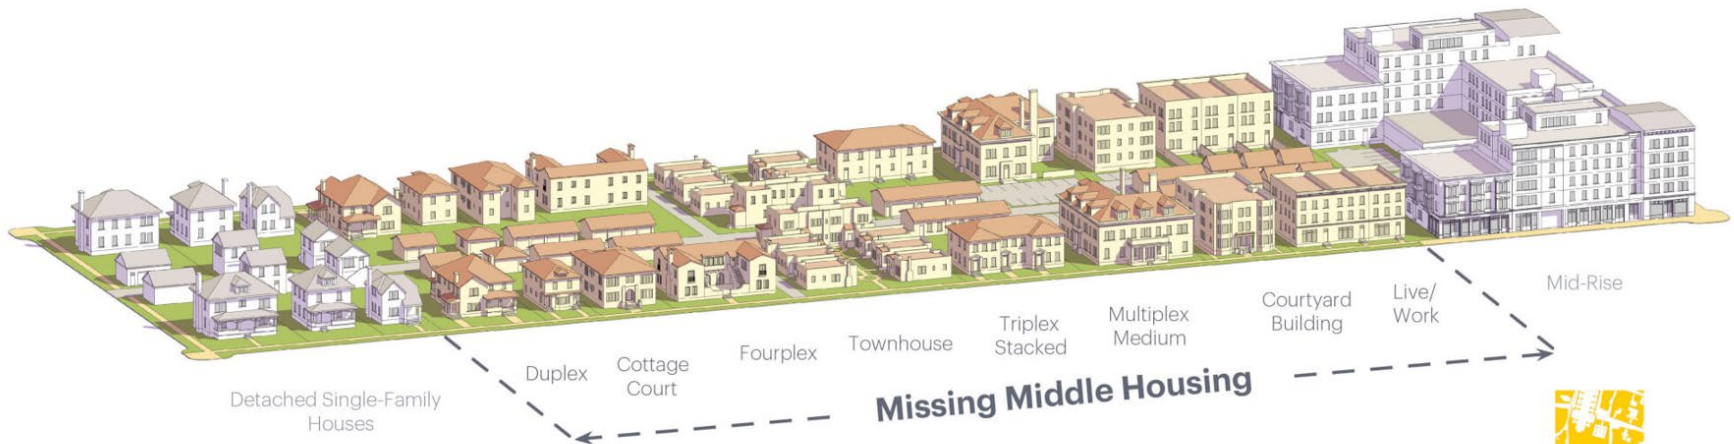 Detached Single-Family
Houses
Duplex
Cottage
Court
Fourplex
Townhouse
Triplex
Stacked
Multiplex
Medium
Courtyard
Building
Live/
Work
Mid-Rise
Missing Middle Housing